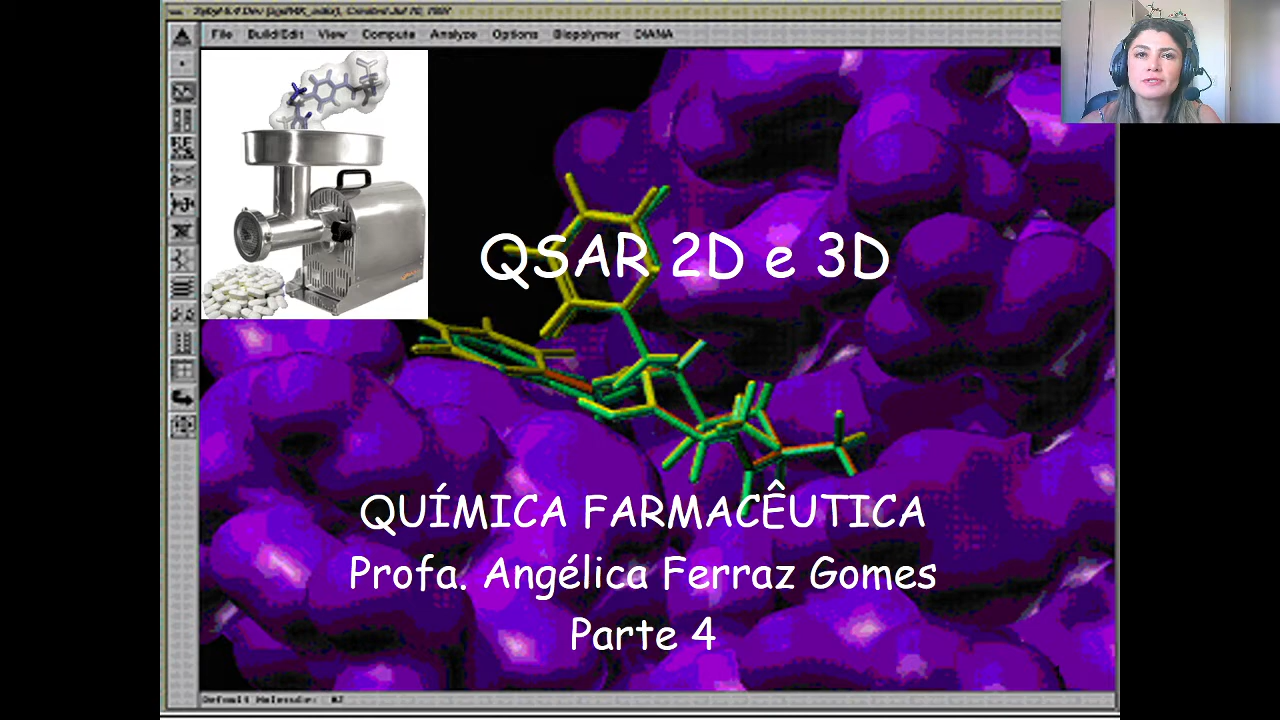 File Build/Edit View Compute Analyze Options Biopolymer DIANA
QSAR 2D e 3D
QUÍMICA FARMACÊUTICA
Profa. Angélica Ferraz Gomes
Parte 4